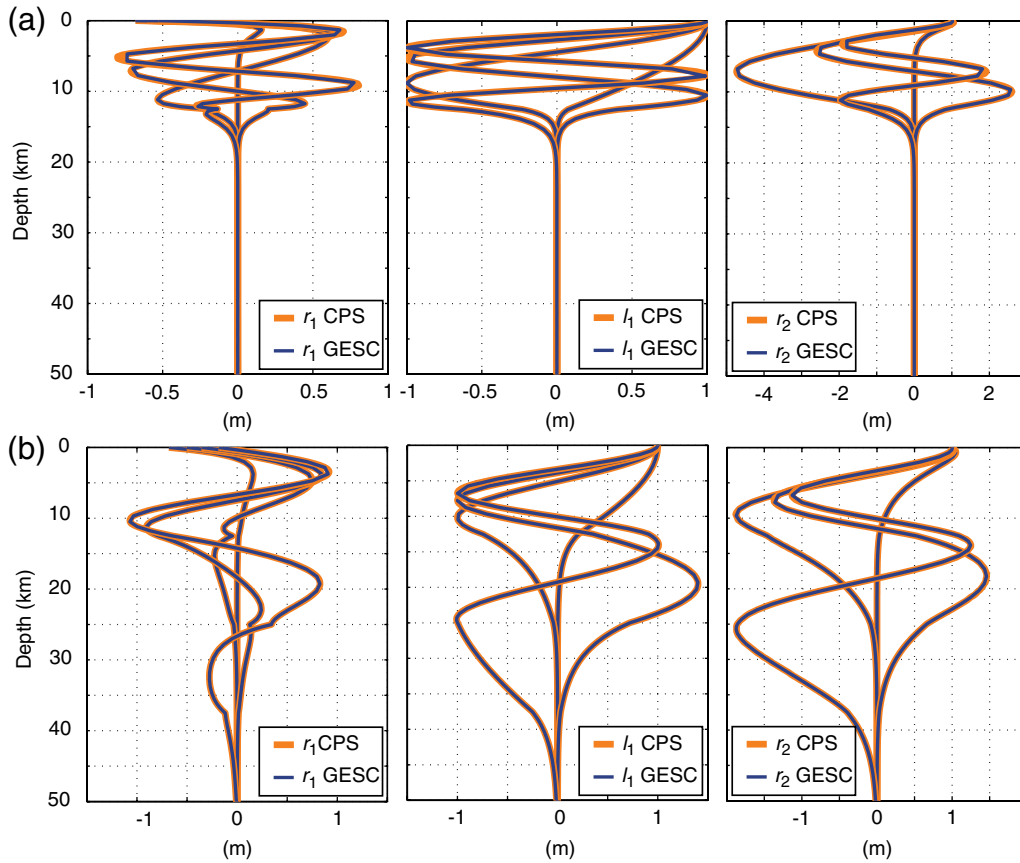 (a)
Depth (km)
0
10
20
30
40
50
r1 CPS
r1 GESC
l1 CPS
l1 GESC
r2 CPS
r2 GESC
-1 -0.5 0 0.5 1
-1 -0.5 0 0.5 1
-4 -2 0 2
(m) (m) (m)
(b)
Depth (km)
0
10
20
30
40
50
r1CPS
r1 GESC
l1 CPS
l1 GESC
r2 CPS
r2 GESC
-1 0 1
-1 0 1
-1 0 1
(m) (m) (m)